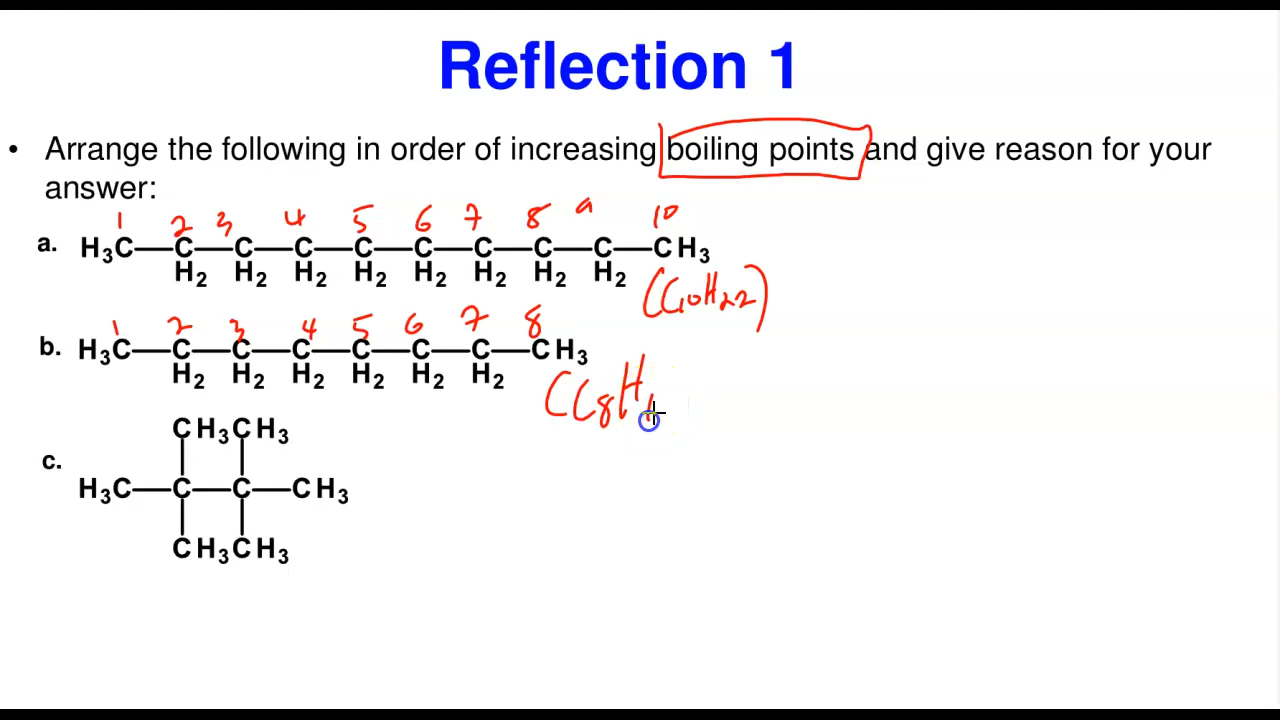 Reflection 1
• Arrange the following in order of increasing boiling points and give reason for your
answer:
1 2 3 4 5 6 7 8 9 10
a. H₃C—C—C—C—C—C—C—C—C—CH₃
H₂ H₂ H₂ H₂ H₂ H₂ H₂ H₂
(C₁₀H₂₂)
1 2 3 4 5 6 7 8
b. H₃C—C—C—C—C—C—C—CH₃
H₂ H₂ H₂ H₂ H₂ H₂
(C₈H₁
CH₃CH₃
c.
H₃C—C—C—CH₃
CH₃CH₃